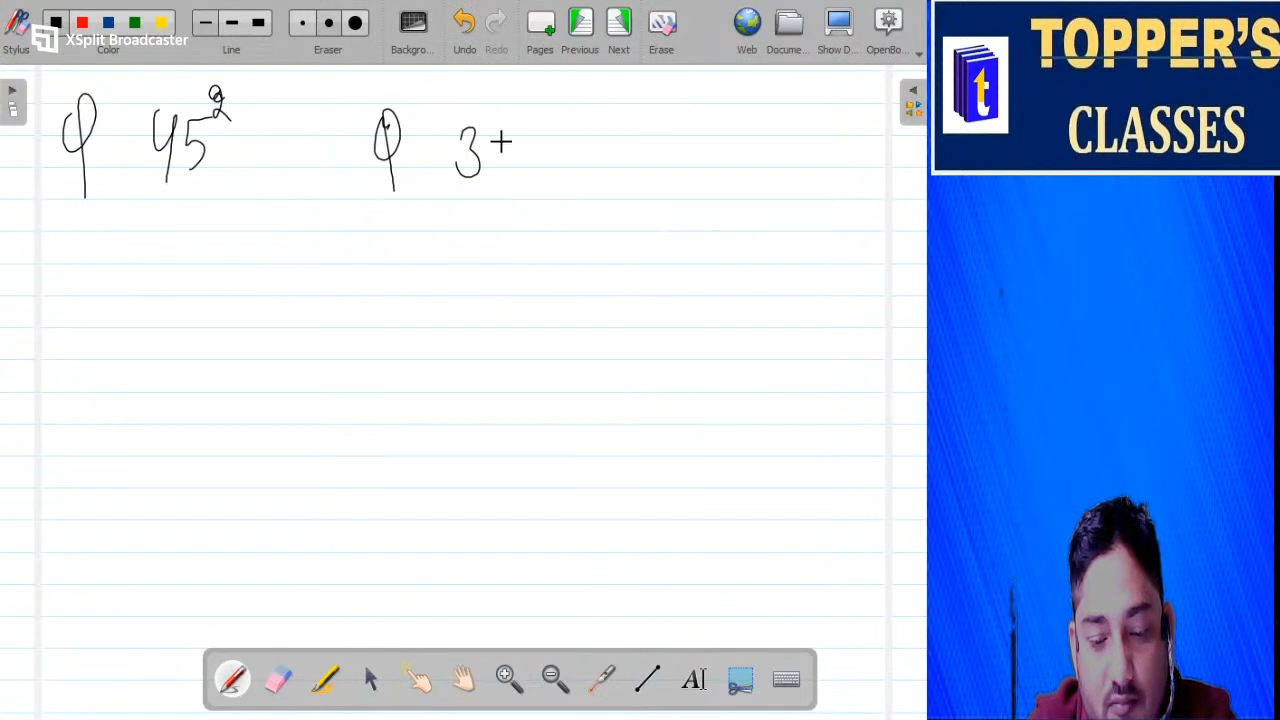 XSplit Broadcaster
Stylus Color Line Eraser Backgro... Undo Redo Pages Previous Next Erase Web Docume... Show D... OpenBo...
TOPPER'S
t
CLASSES
Q 45² Q 3